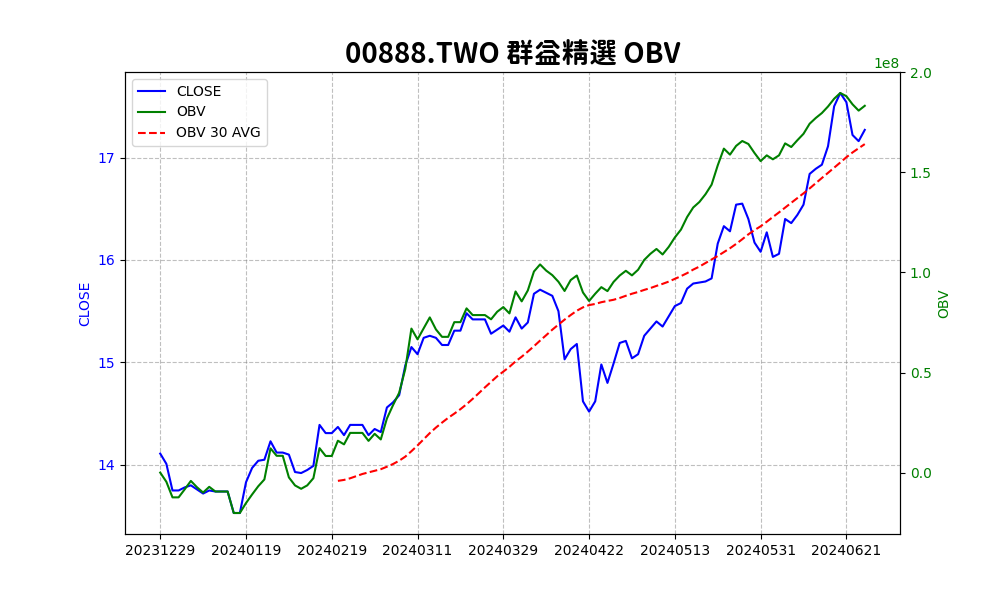 00888.TWO 群益精選 OBV
1e8
CLOSE
OBV
OBV 30 AVG
17
16
15
14
CLOSE
2.0
1.5
1.0
0.5
0.0
OBV
20231229 20240119 20240219 20240311 20240329 20240422 20240513 20240531 20240621